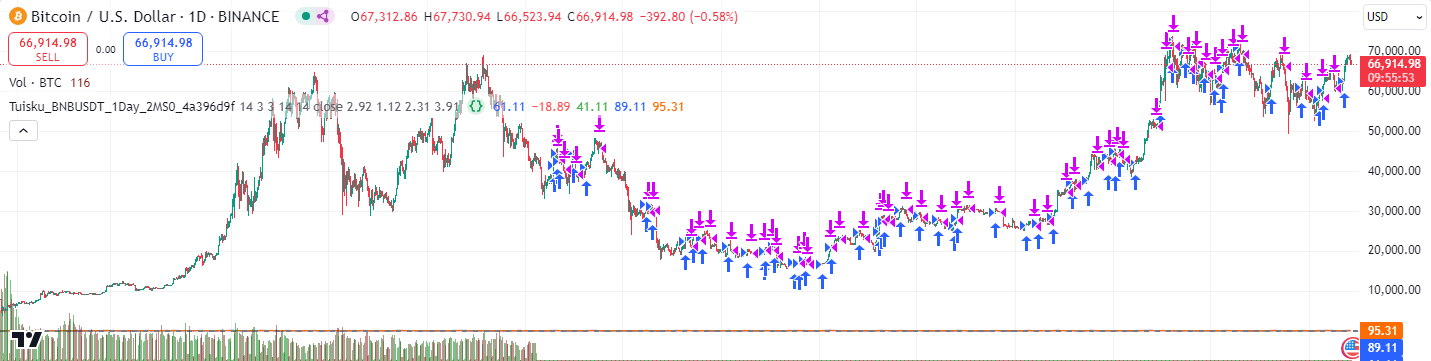 Bitcoin / U.S. Dollar · 1D · BINANCE O67,312.86 H67,730.94 L66,523.94 C66,914.98 −392.80 (−0.58%)
USD
66,914.98 SELL
0.00
66,914.98 BUY
Vol · BTC 116
Tuisku_BNBUSDT_1Day_2MS0_4a396d9f 14 3 3 14 14 close 2.92 1.12 2.31 3.91 61.11 −18.89 41.11 89.11 95.31
70,000.00
66,914.98
09:55:53
60,000.00
50,000.00
40,000.00
30,000.00
20,000.00
10,000.00
95.31
89.11